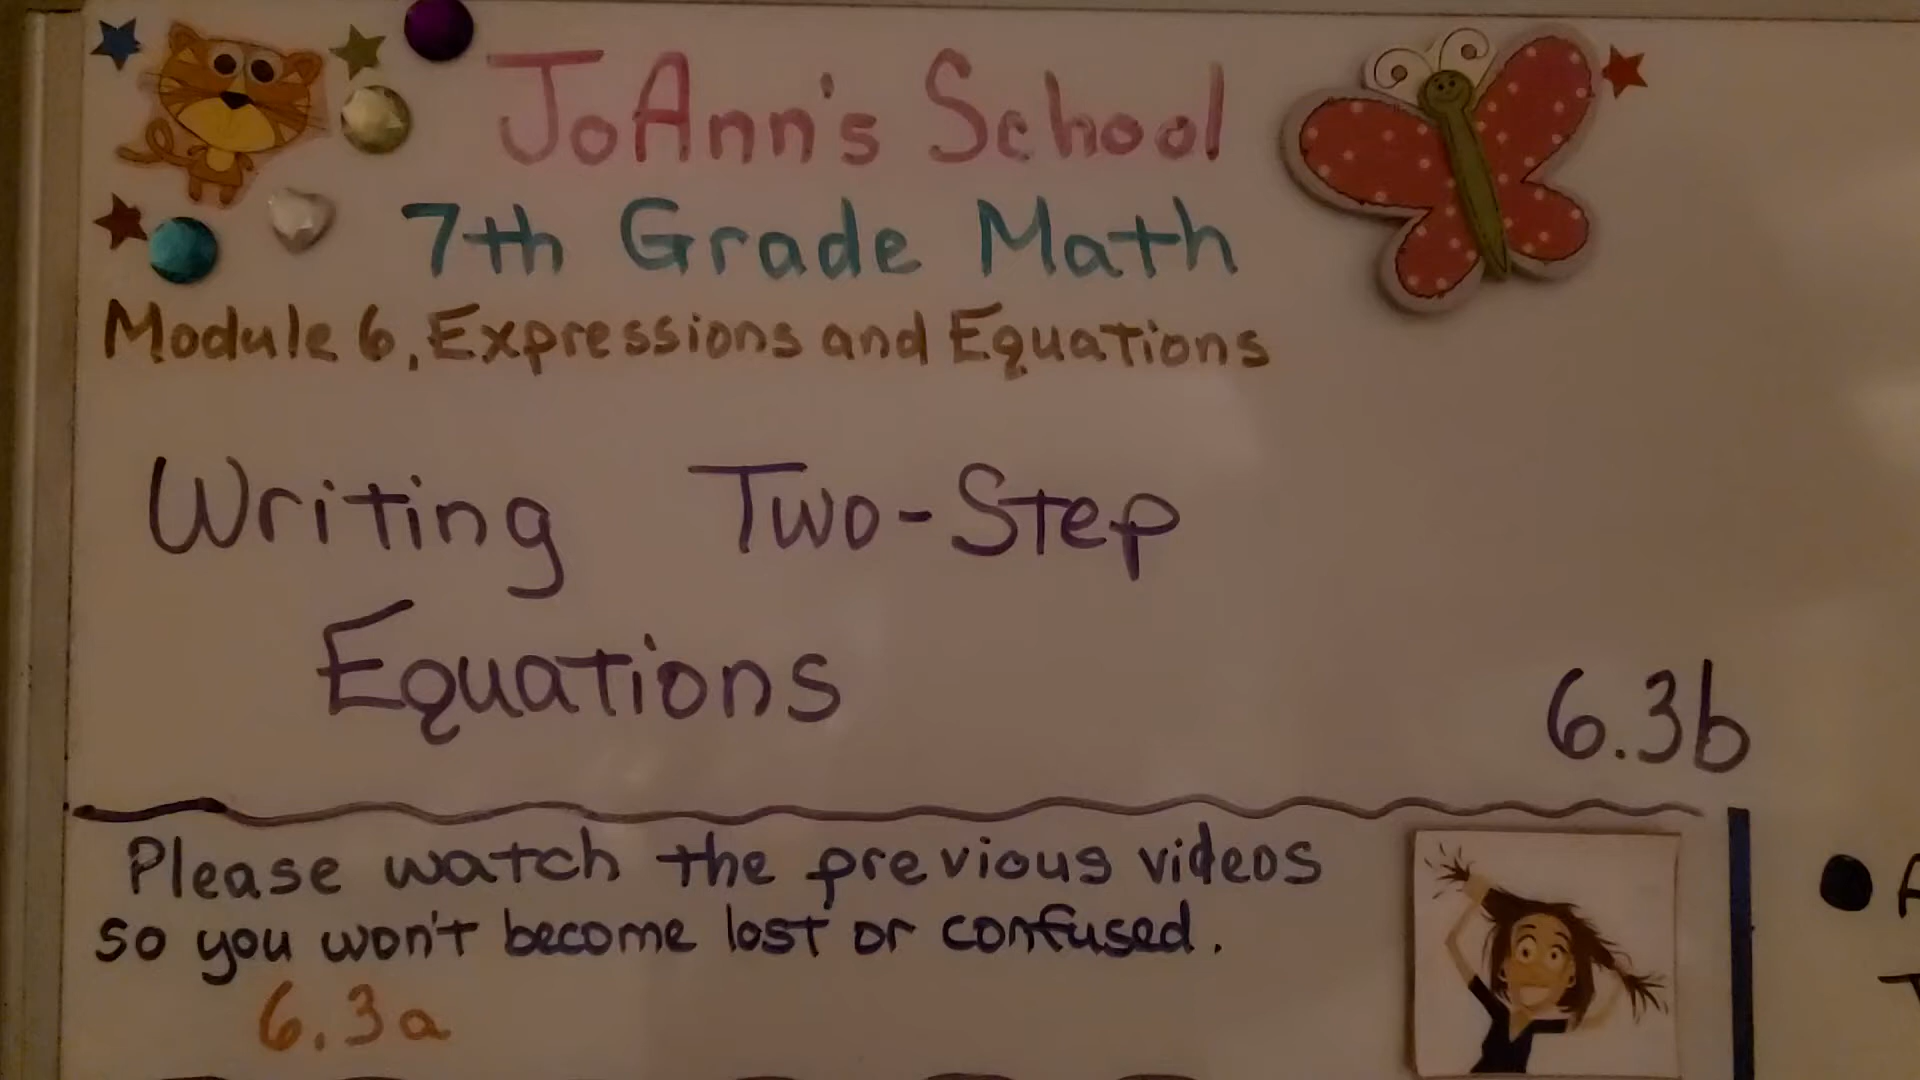 JoAnn's School
7th Grade Math
Module 6, Expressions and Equations
Writing Two-Step
Equations
6.3b
Please watch the previous videos
so you won't become lost or confused.
6.3a